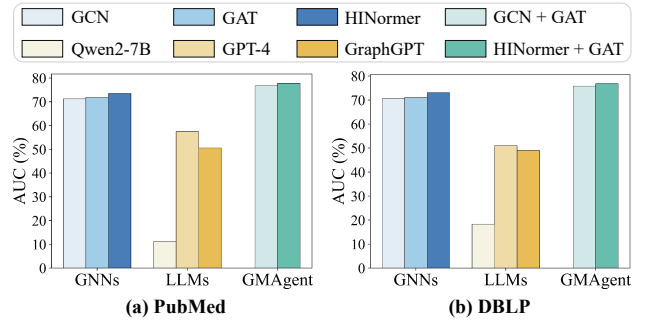 GCN GAT HINormer GCN + GAT
Qwen2-7B GPT-4 GraphGPT HINormer + GAT
AUC (%)
80
70
60
50
40
30
20
10
0
GNNs LLMs GMAgent
(a) PubMed
AUC (%)
80
70
60
50
40
30
20
10
0
GNNs LLMs GMAgent
(b) DBLP